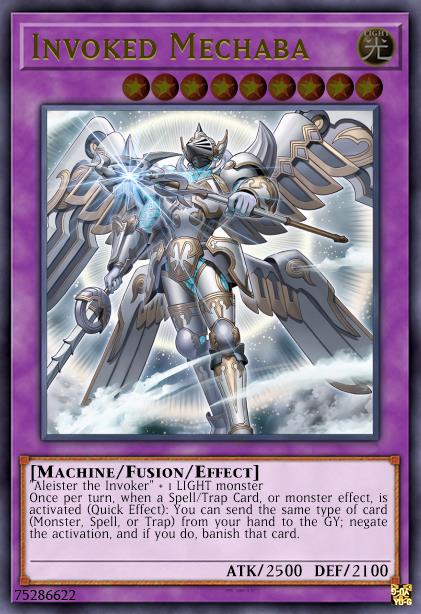 INVOKED MECHABA
LIGHT
光
[MACHINE/FUSION/EFFECT]
"Aleister the Invoker" + 1 LIGHT monster
Once per turn, when a Spell/Trap Card, or monster effect, is
activated (Quick Effect): You can send the same type of card
(Monster, Spell, or Trap) from your hand to the GY; negate
the activation, and if you do, banish that card.
ATK/2500 DEF/2100
75286622